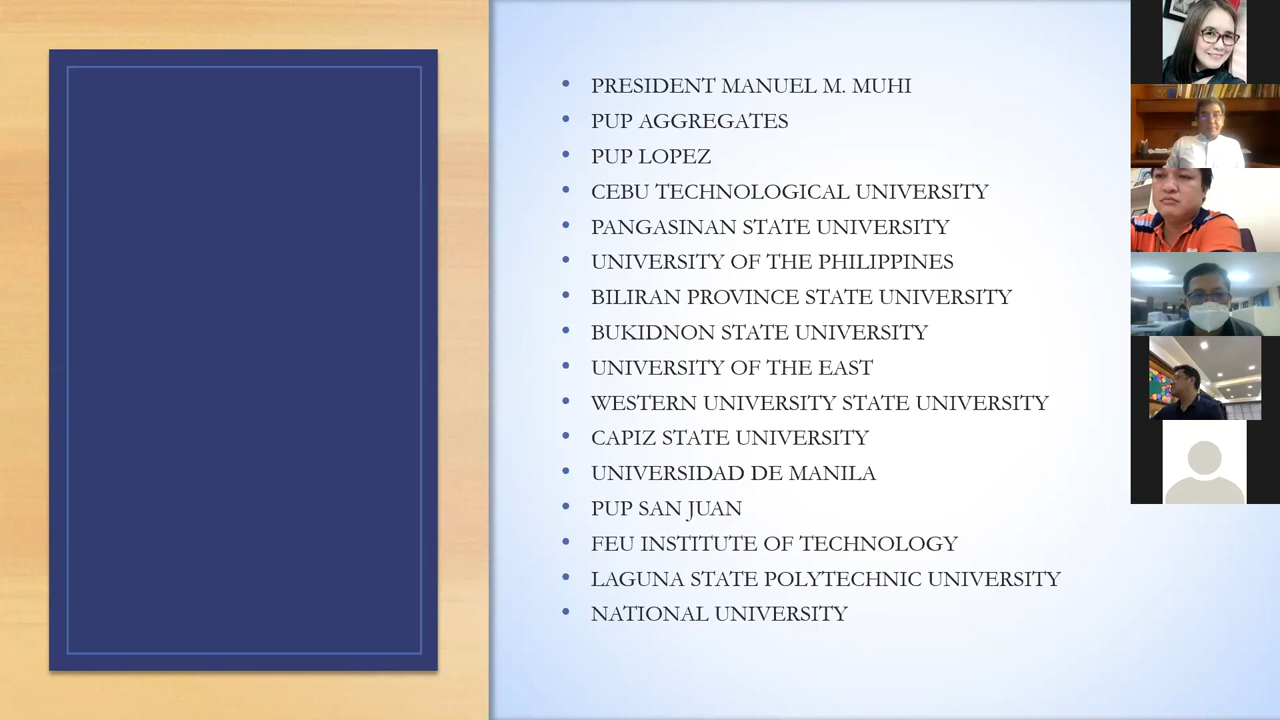 • PRESIDENT MANUEL M. MUHI
• PUP AGGREGATES
• PUP LOPEZ
• CEBU TECHNOLOGICAL UNIVERSITY
• PANGASINAN STATE UNIVERSITY
• UNIVERSITY OF THE PHILIPPINES
• BILIRAN PROVINCE STATE UNIVERSITY
• BUKIDNON STATE UNIVERSITY
• UNIVERSITY OF THE EAST
• WESTERN UNIVERSITY STATE UNIVERSITY
• CAPIZ STATE UNIVERSITY
• UNIVERSIDAD DE MANILA
• PUP SAN JUAN
• FEU INSTITUTE OF TECHNOLOGY
• LAGUNA STATE POLYTECHNIC UNIVERSITY
• NATIONAL UNIVERSITY